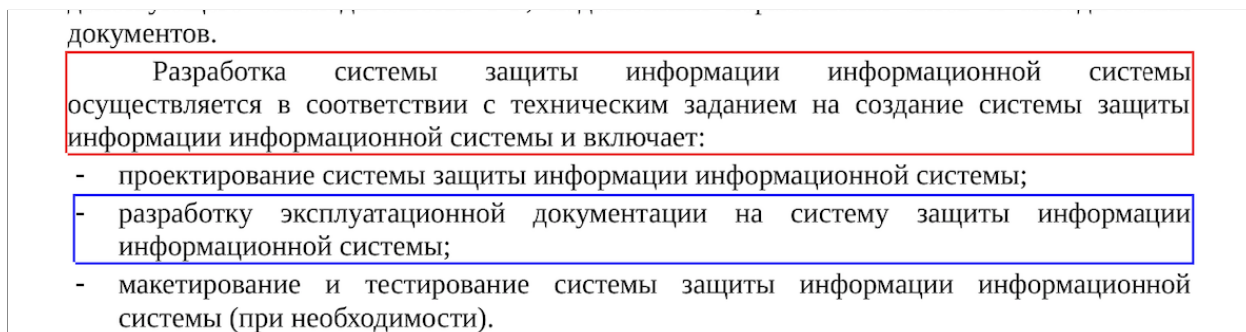 документов.
Разработка системы защиты информации информационной системы
осуществляется в соответствии с техническим заданием на создание системы защиты
информации информационной системы и включает:
- проектирование системы защиты информации информационной системы;
- разработку эксплуатационной документации на систему защиты информации
информационной системы;
- макетирование и тестирование системы защиты информации информационной
системы (при необходимости).